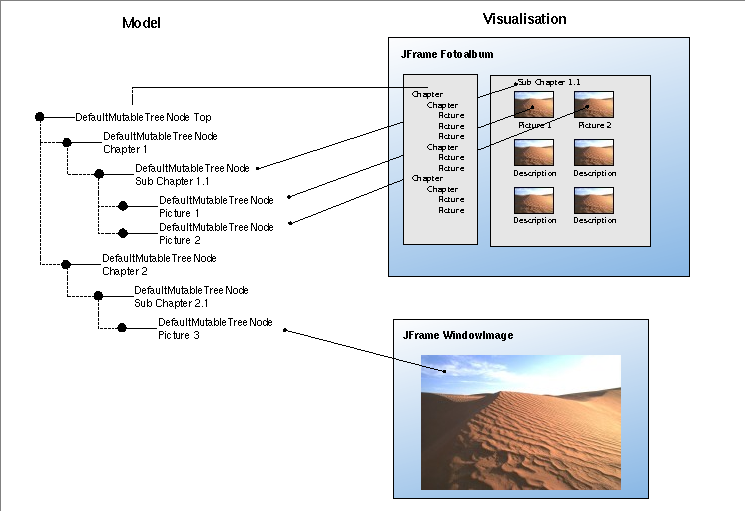 Model
Visualisation
DefaultMutableTreeNode Top
DefaultMutableTreeNode
Chapter 1
DefaultMutableTreeNode
Sub Chapter 1.1
DefaultMutableTreeNode
Picture 1
DefaultMutableTreeNode
Picture 2
DefaultMutableTreeNode
Chapter 2
DefaultMutableTreeNode
Sub Chapter 2.1
DefaultMutableTreeNode
Picture 3
JFrame Fotoalbum
Chapter
Chapter
Picture
Picture
Picture
Chapter
Picture
Picture
Chapter
Chapter
Picture
Picture
Sub Chapter 1.1
Picture 1
Picture 2
Description
Description
Description
Description
JFrame WindowImage